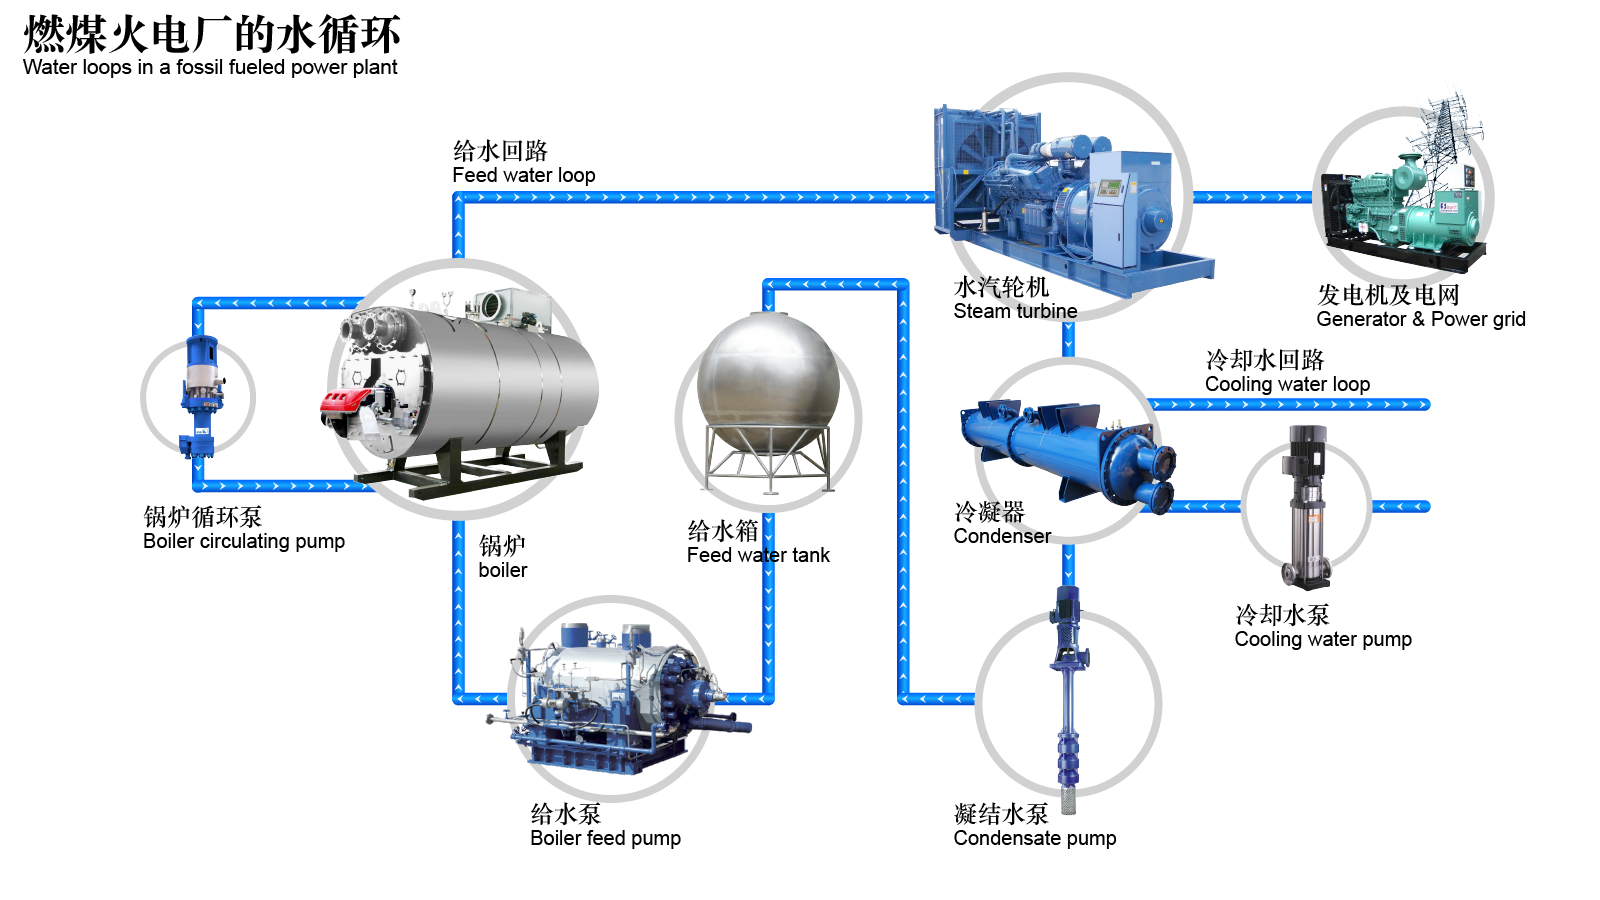 燃煤火电厂的水循环
Water loops in a fossil fueled power plant
给水回路
Feed water loop
水汽轮机
Steam turbine
发电机及电网
Generator & Power grid
冷却水回路
Cooling water loop
锅炉循环泵
Boiler circulating pump
锅炉
boiler
给水箱
Feed water tank
冷凝器
Condenser
冷却水泵
Cooling water pump
给水泵
Boiler feed pump
凝结水泵
Condensate pump